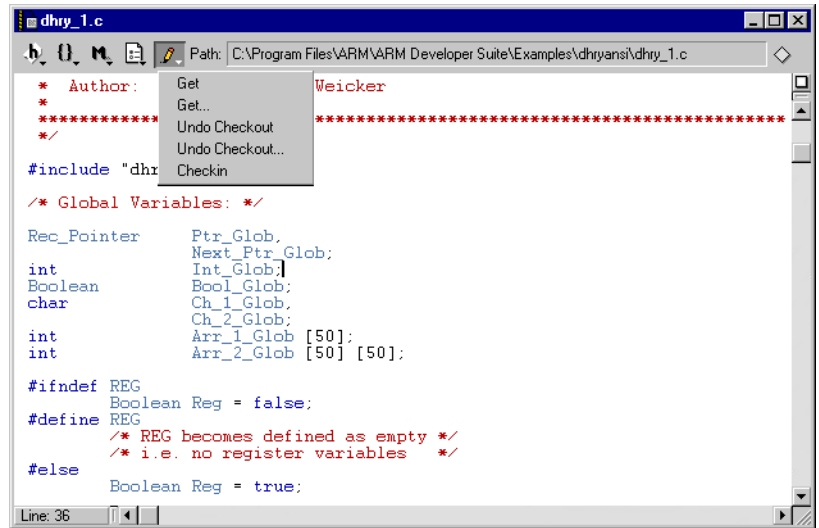 dhry_1.c
h {} M Path: C:\Program Files\ARM\ARM Developer Suite\Examples\dhryansi\dhry_1.c
* Author: Weicker
*
********************************************************************************
*/
Get
Get...
Undo Checkout
Undo Checkout...
Checkin
#include "dhr
/* Global Variables: */
Rec_Pointer Ptr_Glob,
Next_Ptr_Glob;
int Int_Glob;
Boolean Bool_Glob;
char Ch_1_Glob,
Ch_2_Glob;
int Arr_1_Glob [50];
int Arr_2_Glob [50] [50];
#ifndef REG
Boolean Reg = false;
#define REG
/* REG becomes defined as empty */
/* i.e. no register variables */
#else
Boolean Reg = true;
Line: 36